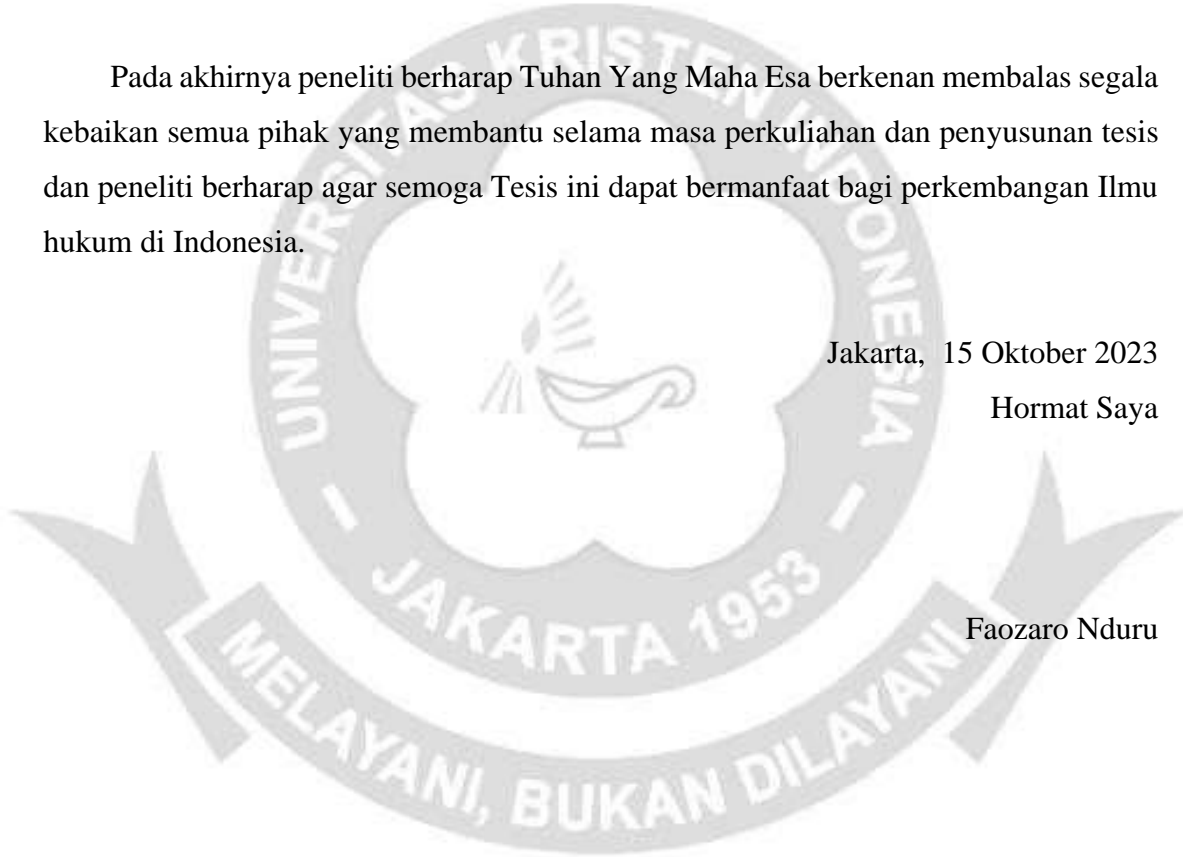 Pada akhirnya peneliti berharap Tuhan Yang Maha Esa berkenan membalas segala
kebaikan semua pihak yang membantu selama masa perkuliahan dan penyusunan tesis
dan peneliti berharap agar semoga Tesis ini dapat bermanfaat bagi perkembangan Ilmu
hukum di Indonesia.
Jakarta, 15 Oktober 2023
Hormat Saya
Faozaro Nduru
UNIVERSITAS KRISTEN INDONESIA
- JAKARTA 1953 -
MELAYANI, BUKAN DILAYANI